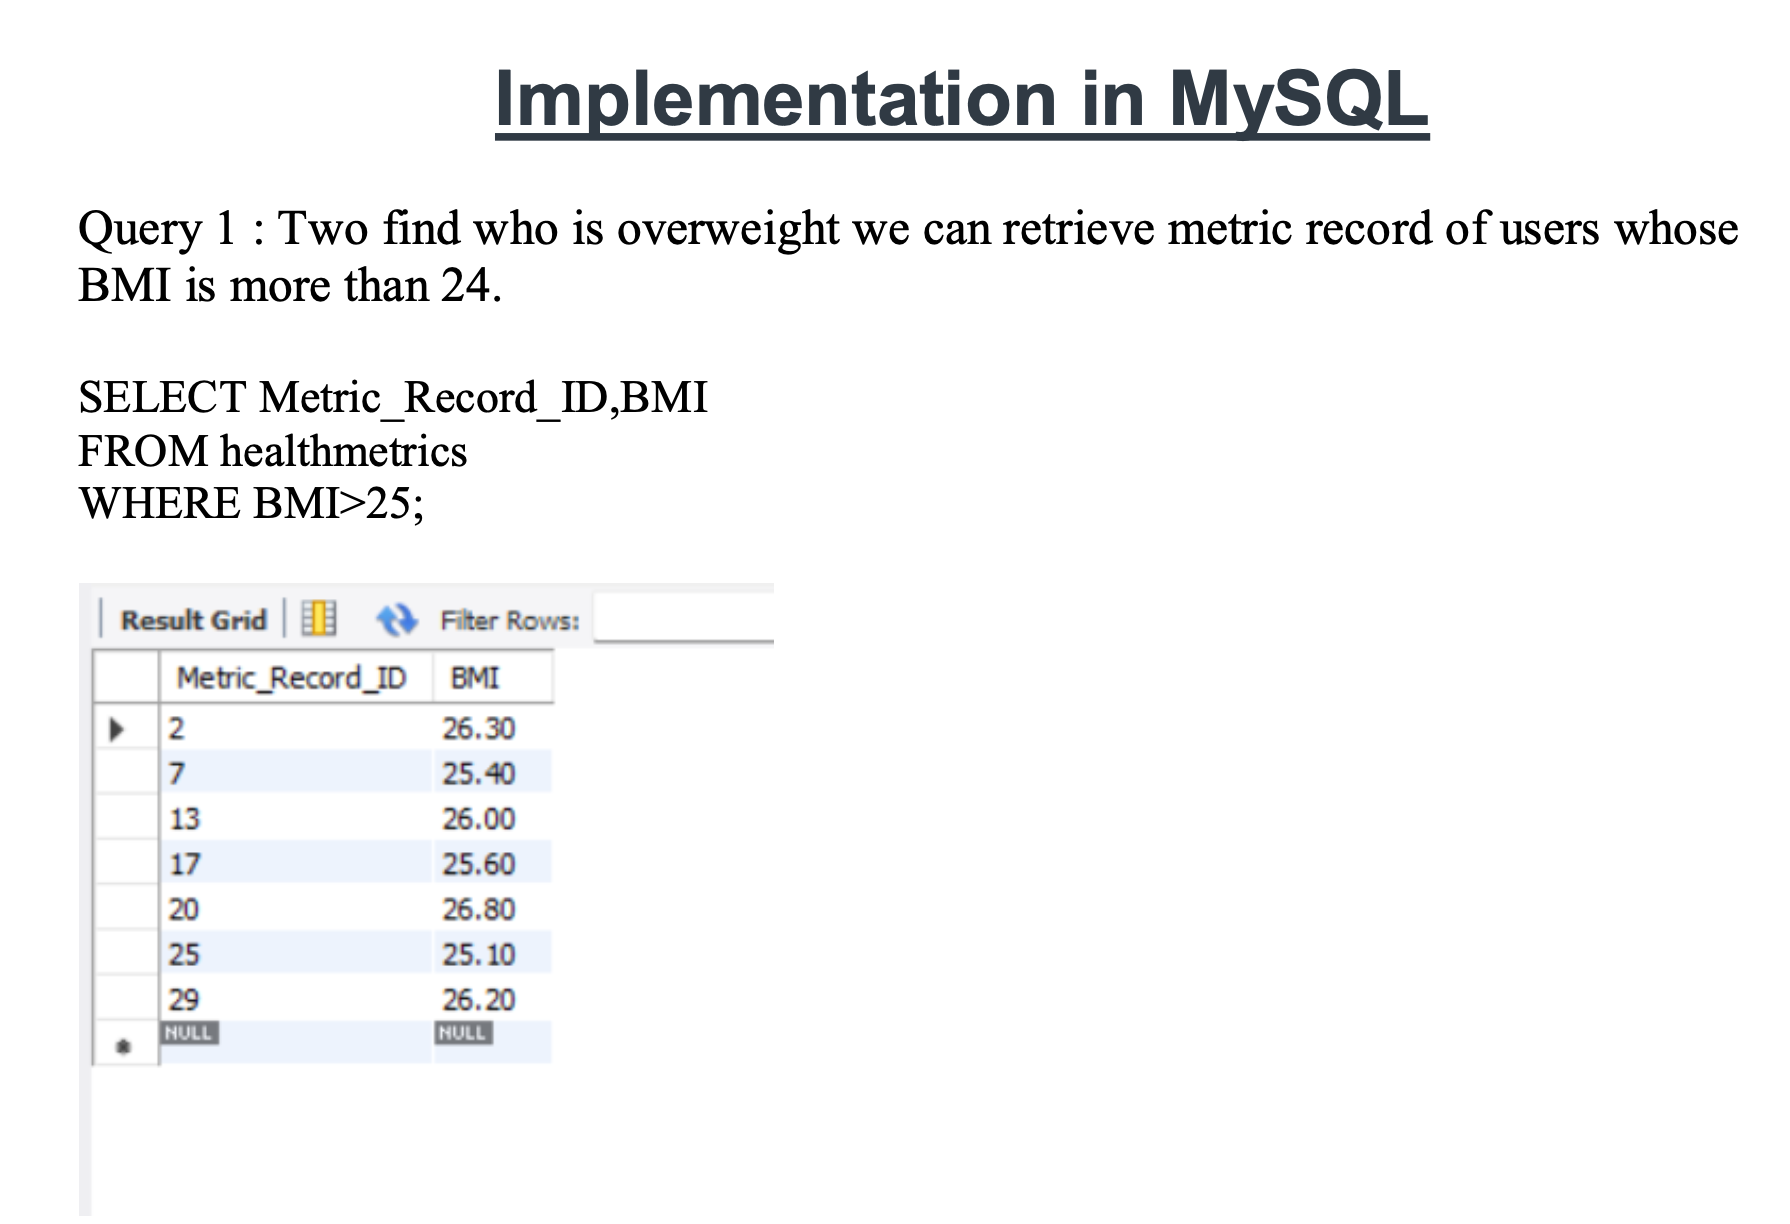 Implementation in MySQL
Query 1 : Two find who is overweight we can retrieve metric record of users whose
BMI is more than 24.
SELECT Metric_Record_ID,BMI
FROM healthmetrics
WHERE BMI>25;
Result Grid Filter Rows:
Metric_Record_ID BMI
2 26.30
7 25.40
13 26.00
17 25.60
20 26.80
25 25.10
29 26.20
NULL NULL